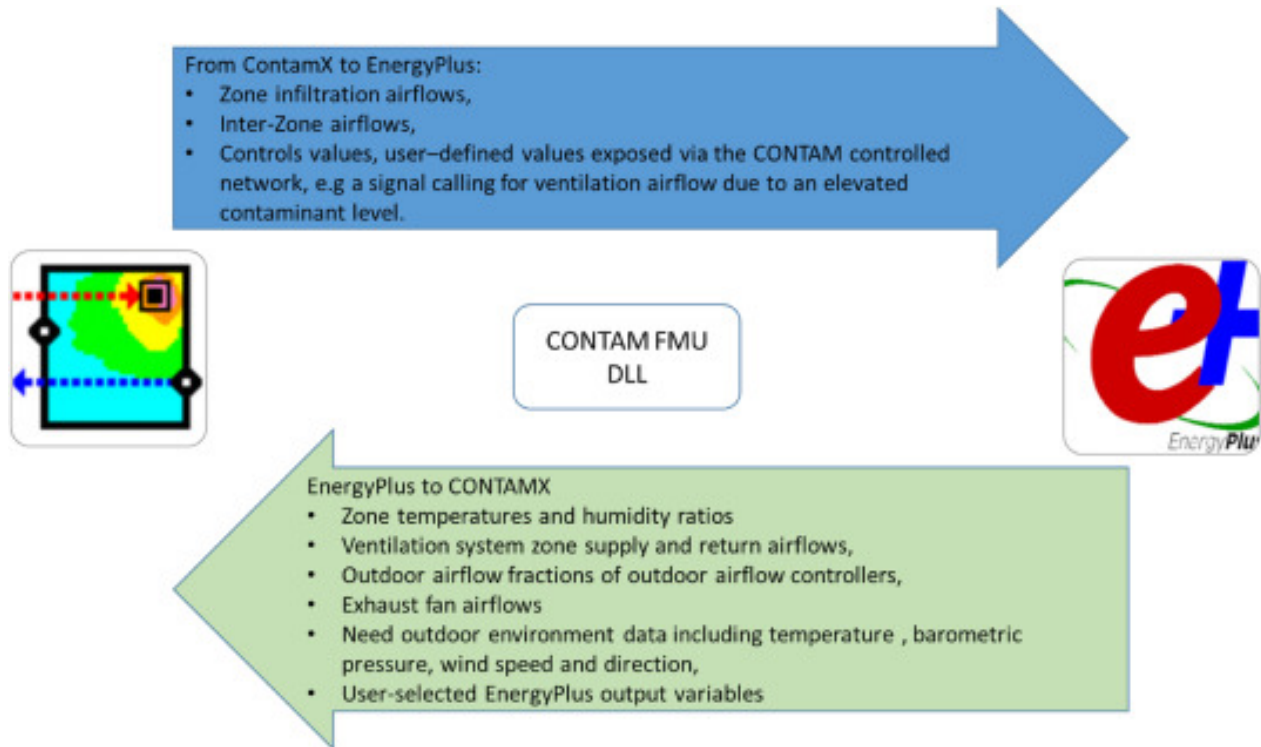 From ContamX to EnergyPlus:
• Zone infiltration airflows,
• Inter-Zone airflows,
• Controls values, user–defined values exposed via the CONTAM controlled
network, e.g a signal calling for ventilation airflow due to an elevated
contaminant level.
CONTAM FMU
DLL
e+
EnergyPlu
EnergyPlus to CONTAMX
• Zone temperatures and humidity ratios
• Ventilation system zone supply and return airflows,
• Outdoor airflow fractions of outdoor airflow controllers,
• Exhaust fan airflows
• Need outdoor environment data including temperature , barometric
pressure, wind speed and direction,
• User-selected EnergyPlus output variables